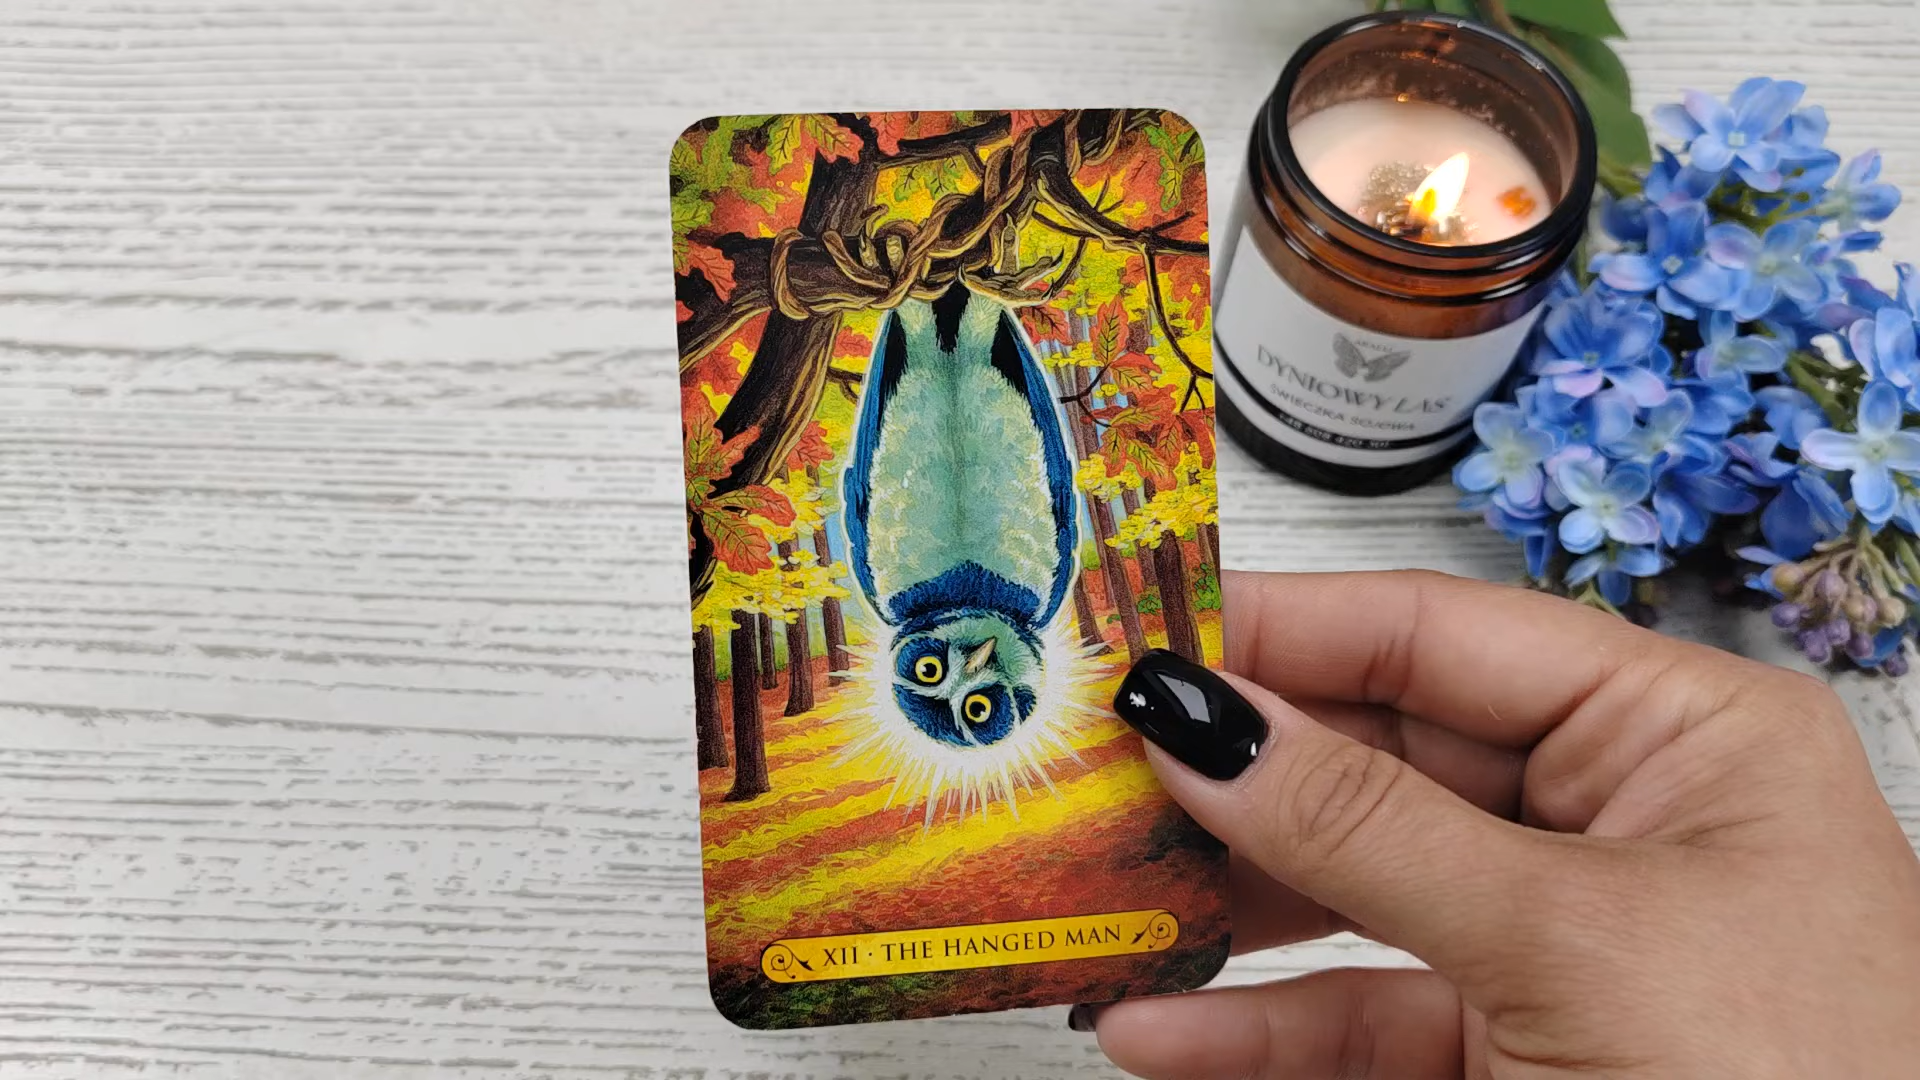 XII · THE HANGED MAN
DYNIOWY LAS
ŚWIECZKA SOJOWA